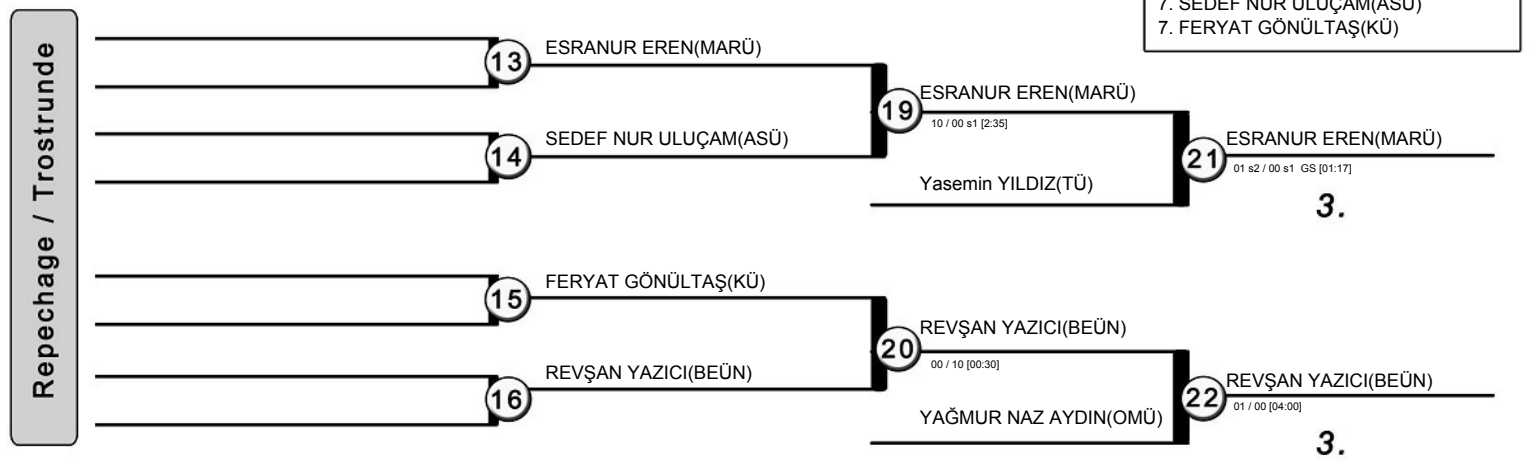 7. SEDEF NUR ULUÇAM(ASÜ)
7. FERYAT GÖNÜLTAŞ(KÜ)
Repechage / Trostrunde
13
ESRANUR EREN(MARÜ)
14
SEDEF NUR ULUÇAM(ASÜ)
19
ESRANUR EREN(MARÜ)
10 / 00 s1 [2:35]
Yasemin YILDIZ(TÜ)
21
ESRANUR EREN(MARÜ)
01 s2 / 00 s1 GS [01:17]
3.
15
FERYAT GÖNÜLTAŞ(KÜ)
16
REVŞAN YAZICI(BEÜN)
20
REVŞAN YAZICI(BEÜN)
00 / 10 [00:30]
YAĞMUR NAZ AYDIN(OMÜ)
22
REVŞAN YAZICI(BEÜN)
01 / 00 [04:00]
3.